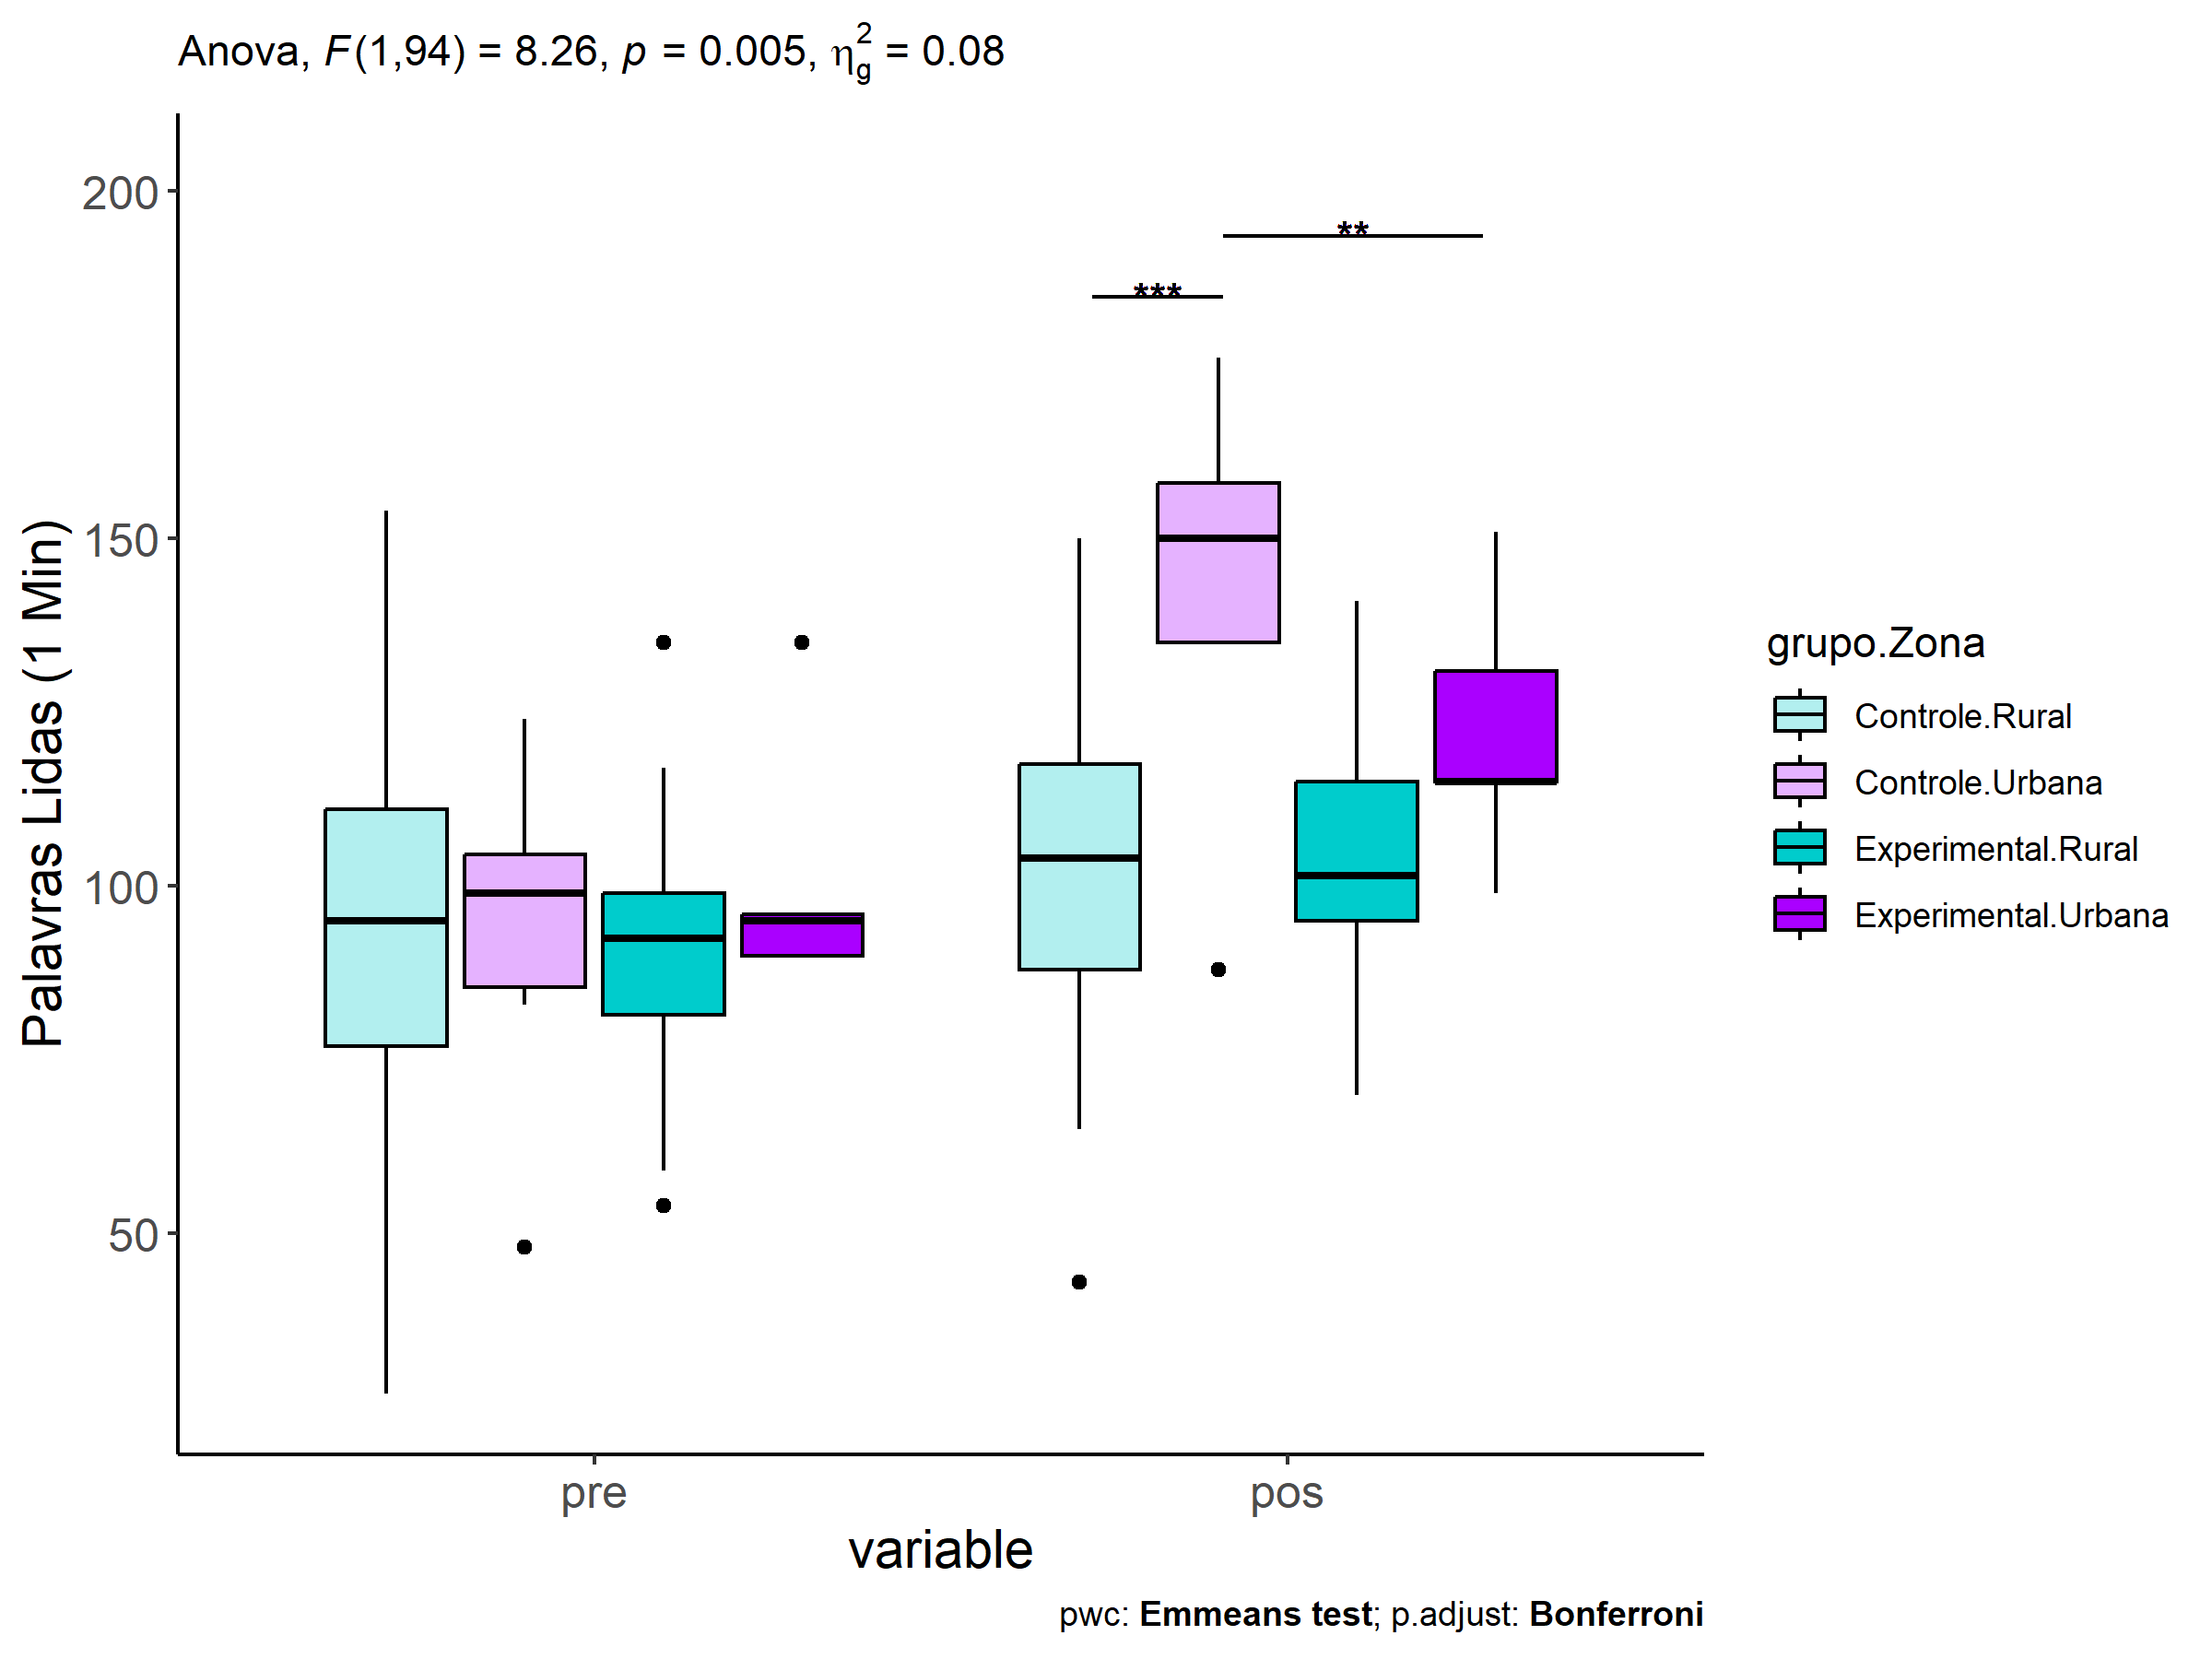 Anova, F(1,94) = 8.26, p = 0.005, η²g = 0.08
200
150
100
50
Palavras Lidas (1 Min)
***
**
pre
pos
variable
grupo.Zona
Controle.Rural
Controle.Urbana
Experimental.Rural
Experimental.Urbana
pwc: Emmeans test; p.adjust: Bonferroni